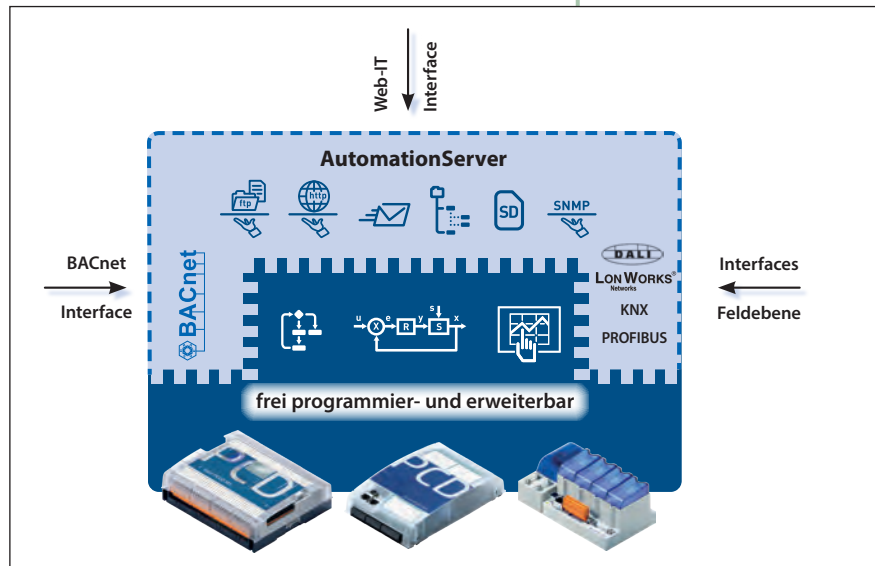 Web-IT
Interface
AutomationServer
ftp
http
SD
SNMP
BACnet
Interface
BACnet
DALI
LONWORKS®
Networks
KNX
PROFIBUS
Interfaces
Feldebene
u
X
e
R
y
s
S
x
frei programmier- und erweiterbar
PCD
PCD